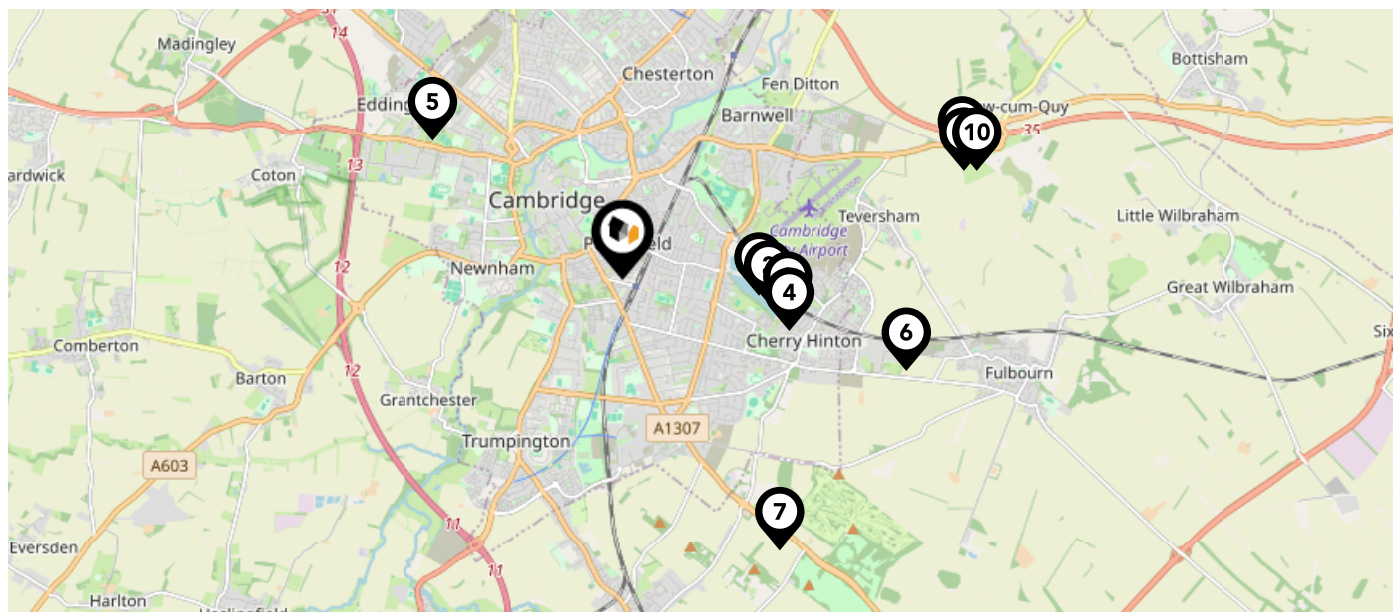 14
Madingley
Chesterton
Fen Ditton
Bottisham
5
Edding
w-cum-Quy
Barnwell
10
35
13
Coton
ardwick
Cambridge
Teversham
Little Wilbraham
Cambridge
y Airport
P
eld
12
Newnham
4
Great Wilbraham
6
Six
Comberton
Cherry Hinton
12
Barton
Fulbourn
Grantchester
A1307
Trumpington
A603
7
11
Eversden
11
Harlton